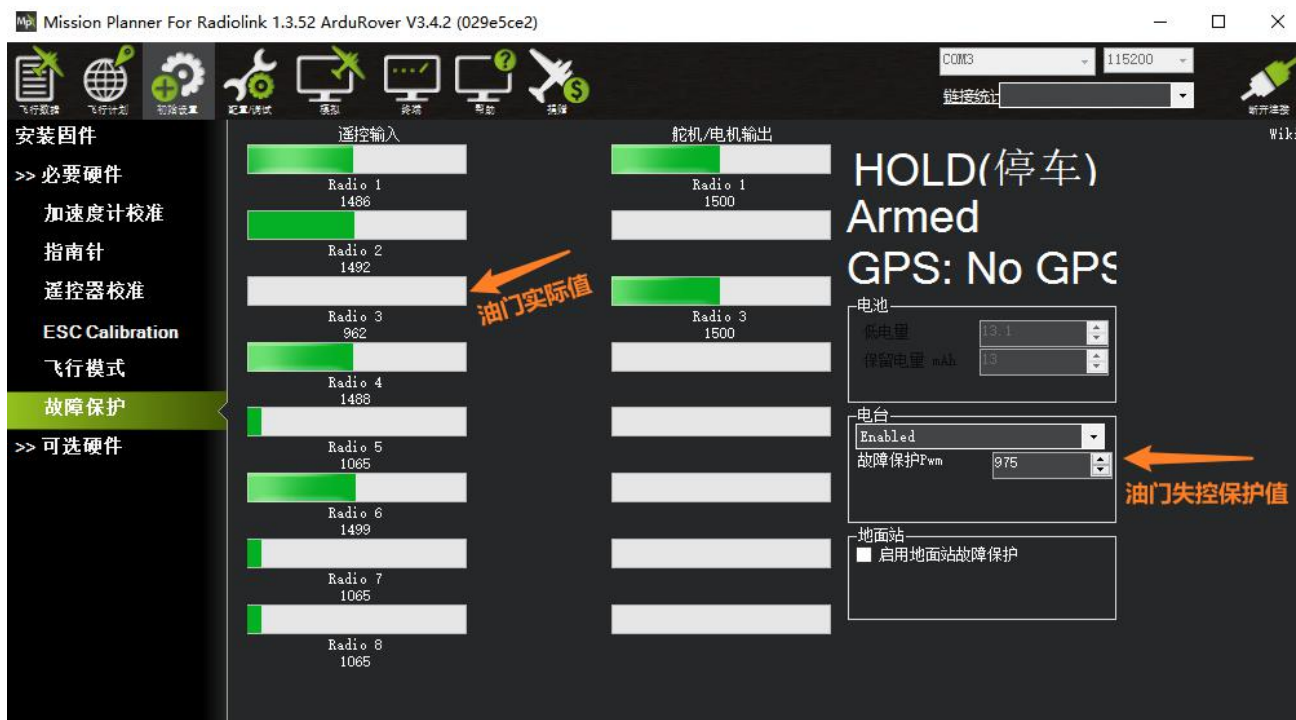 Mission Planner For Radiolink 1.3.52 ArduRover V3.4.2 (029e5ce2)
飞行数据 飞行计划 初始设置 配置/调试 模拟 终端 帮助 捐赠
COM3 115200
链接统计
断开连接
安装固件
>> 必要硬件
加速度计校准
指南针
遥控器校准
ESC Calibration
飞行模式
故障保护
>> 可选硬件
遥控输入
Radio 1
1486
Radio 2
1492
Radio 3
962
油门实际值
Radio 4
1488
Radio 5
1065
Radio 6
1499
Radio 7
1065
Radio 8
1065
舵机/电机输出
Radio 1
1500
Radio 3
1500
Wiki
HOLD(停车)
Armed
GPS: No GPS
电池
低电量 13.1
保留电量 mAh 13
电台
Enabled
故障保护Pwm 975
油门失控保护值
地面站
启用地面站故障保护